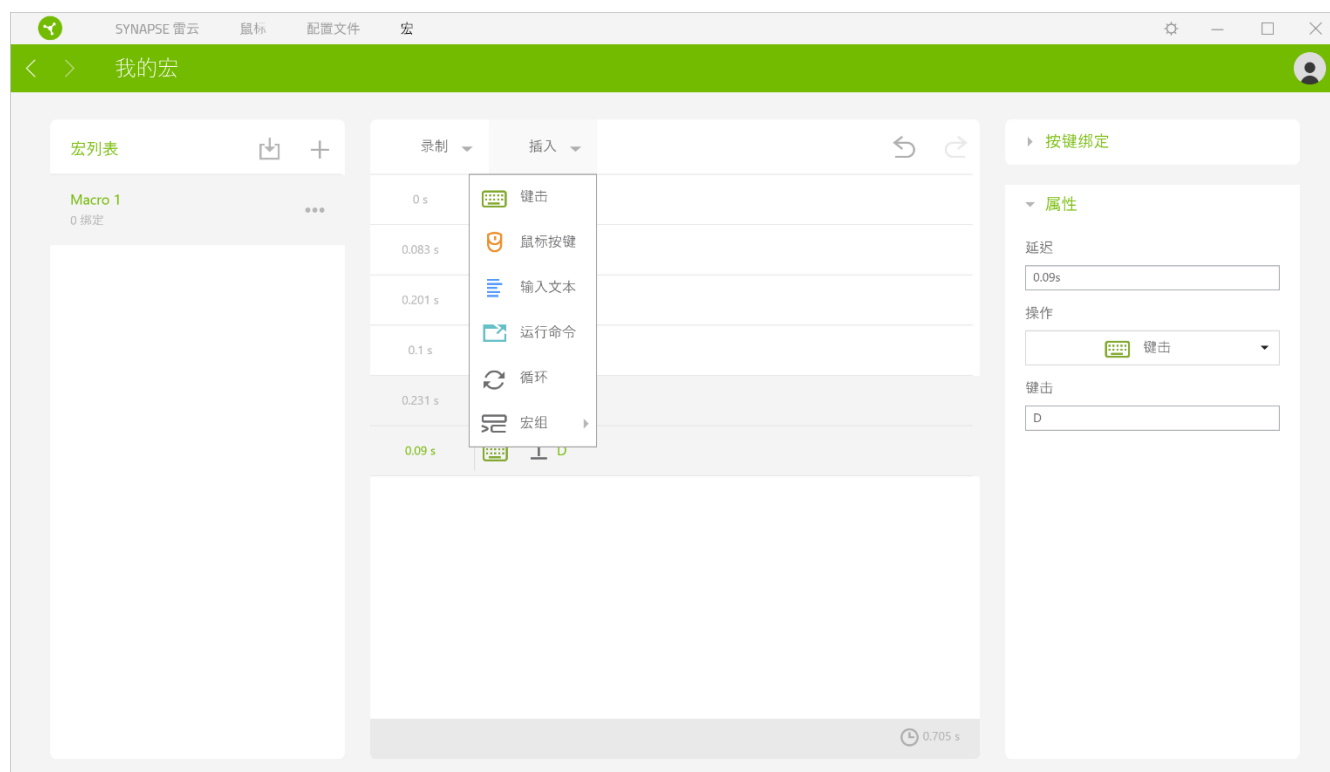 SYNAPSE 雷云 鼠标 配置文件 宏
我的宏
宏列表
Macro 1
0 绑定
录制 插入
0 s
0.083 s
0.201 s
0.1 s
0.231 s
0.09 s D
键击
鼠标按键
输入文本
运行命令
循环
宏组
0.705 s
按键绑定
属性
延迟
0.09s
操作
键击
键击
D